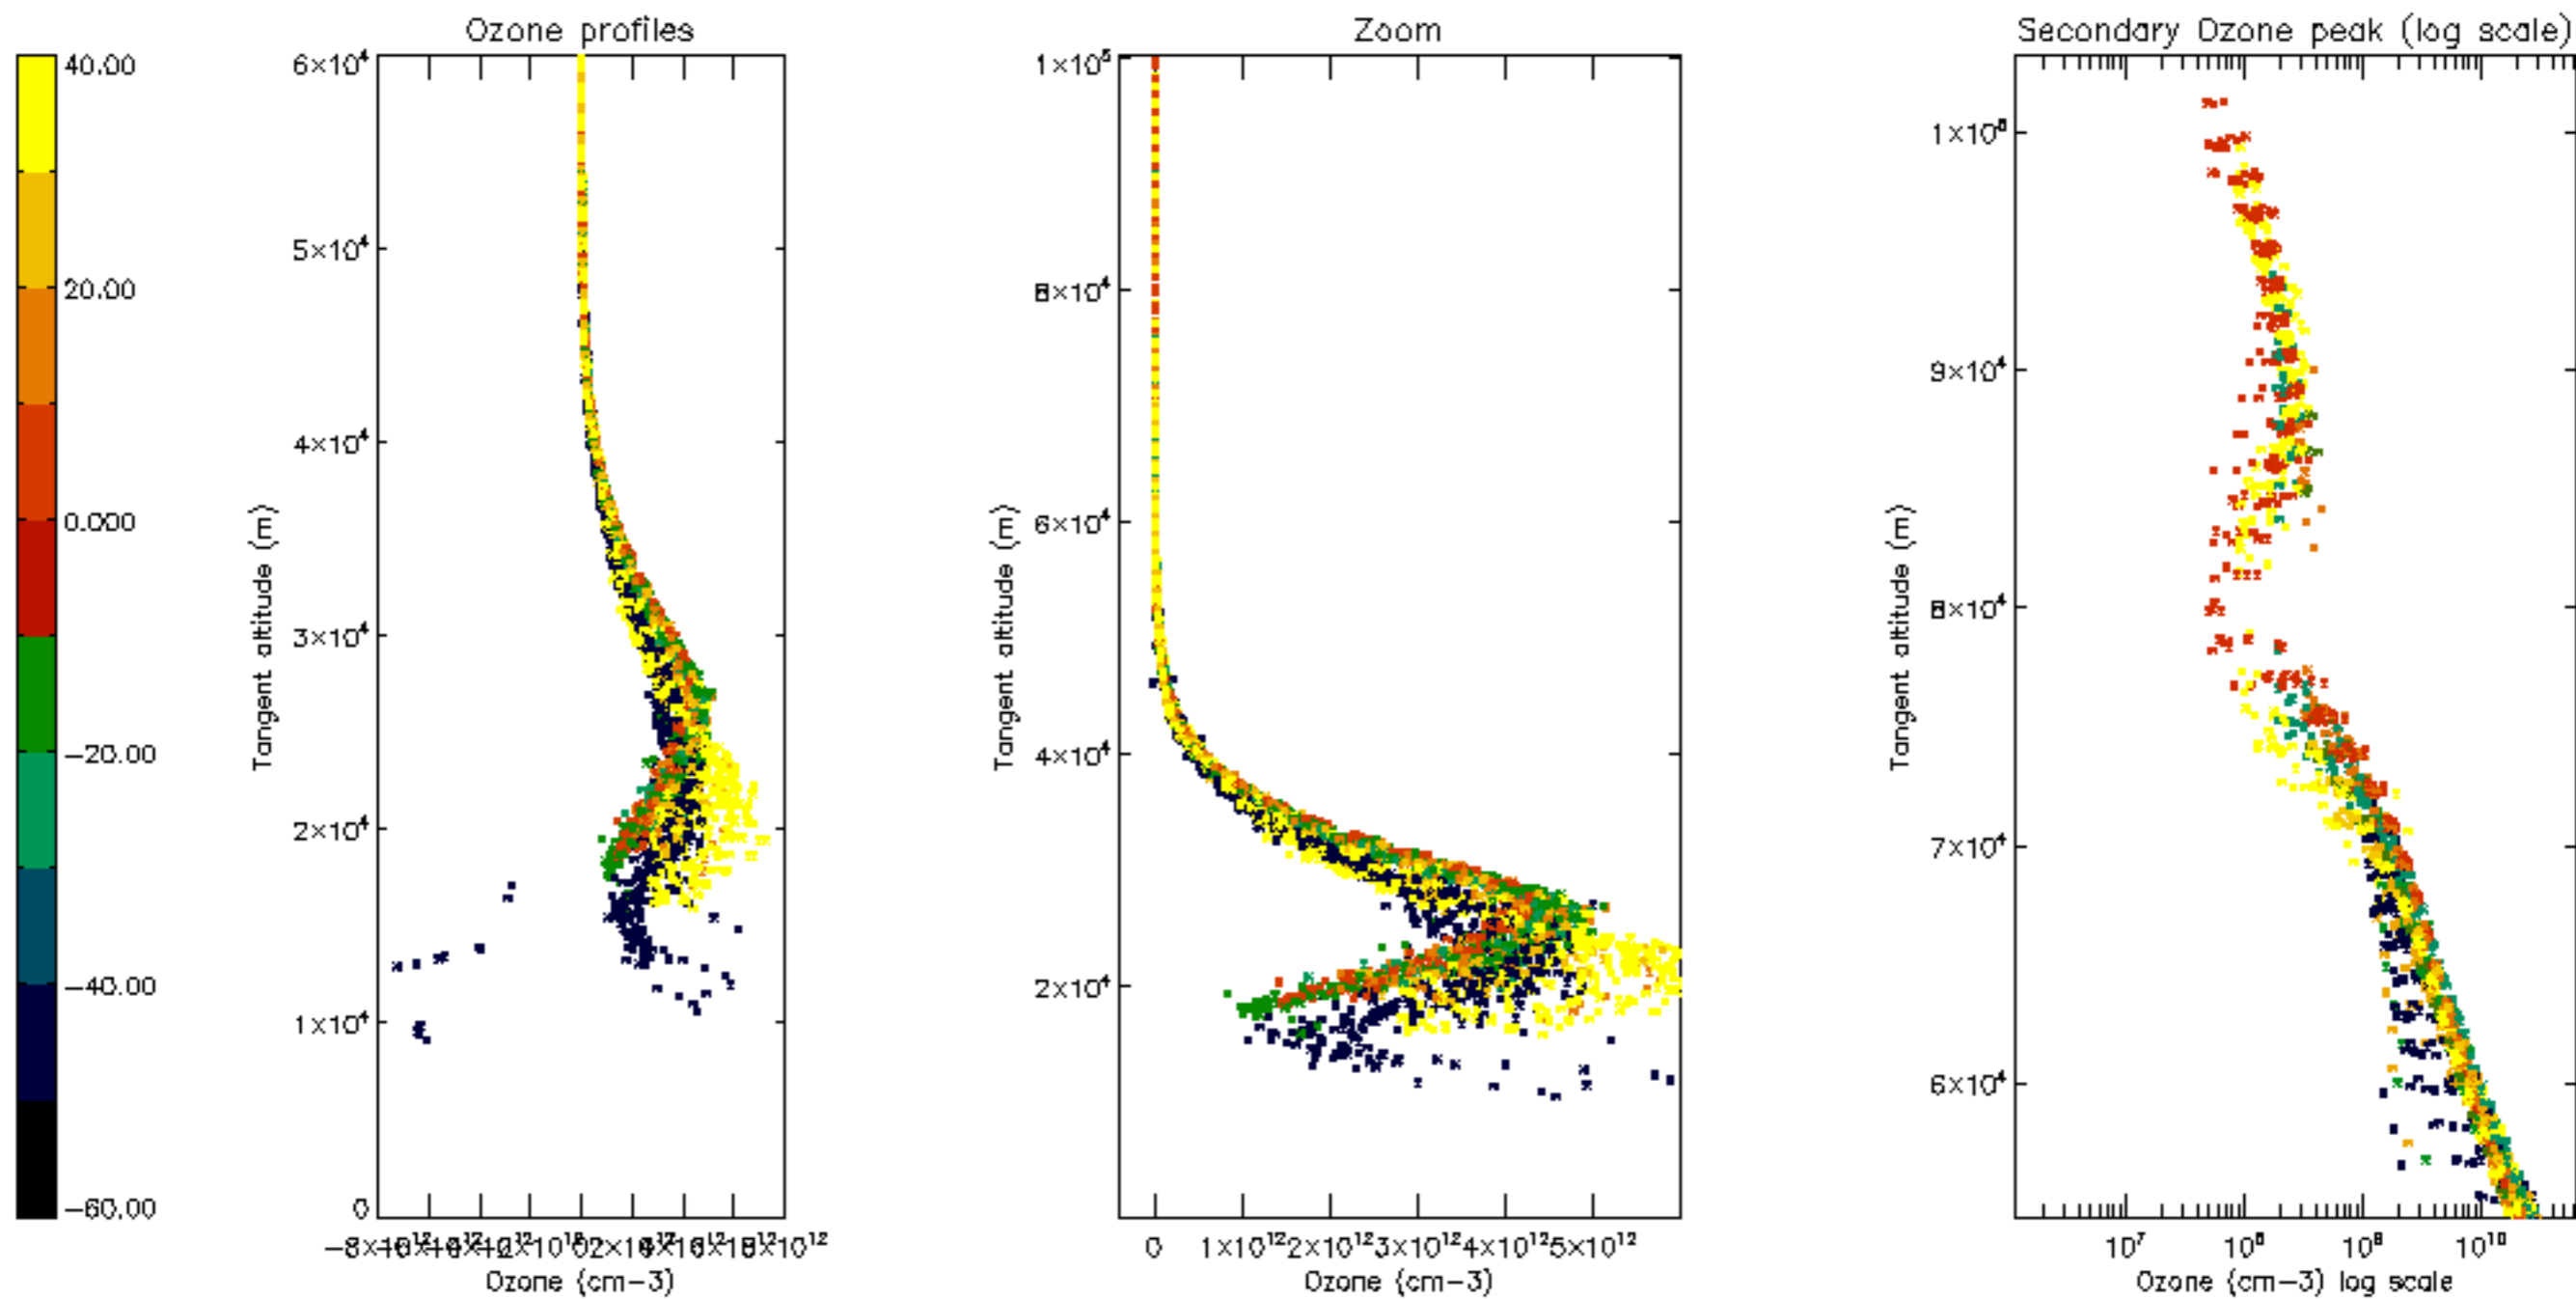 Ozone profiles
Zoom
Secondary Ozone peak (log scale)
40.00
20.00
0.000
−20.00
−40.00
−60.00
6×10⁴
5×10⁴
4×10⁴
3×10⁴
2×10⁴
1×10⁴
0
Tangent altitude (m)
Ozone (cm−3)
1×10⁵
8×10⁴
6×10⁴
4×10⁴
2×10⁴
Tangent altitude (m)
0 1×10¹² 2×10¹² 3×10¹² 4×10¹² 5×10¹²
Ozone (cm−3)
9×10⁴
8×10⁴
7×10⁴
6×10⁴
Tangent altitude (m)
10⁷ 10⁸ 10⁹ 10¹⁰
Ozone (cm−3) log scale